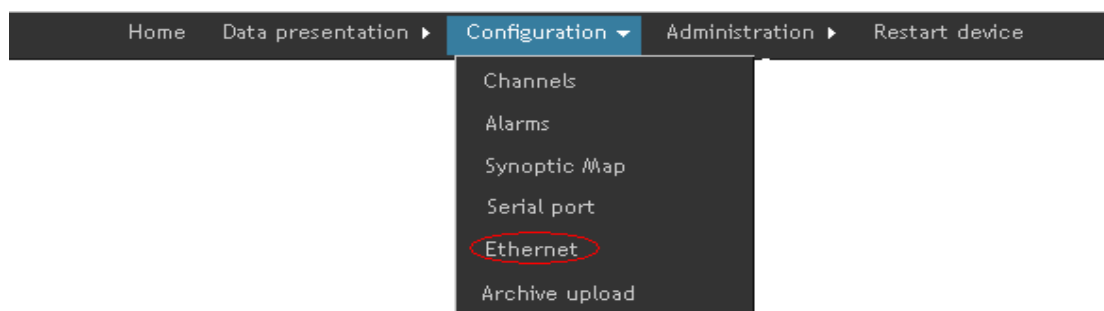 Home Data presentation Configuration Administration Restart device
Channels
Alarms
Synoptic Map
Serial port
Ethernet
Archive upload